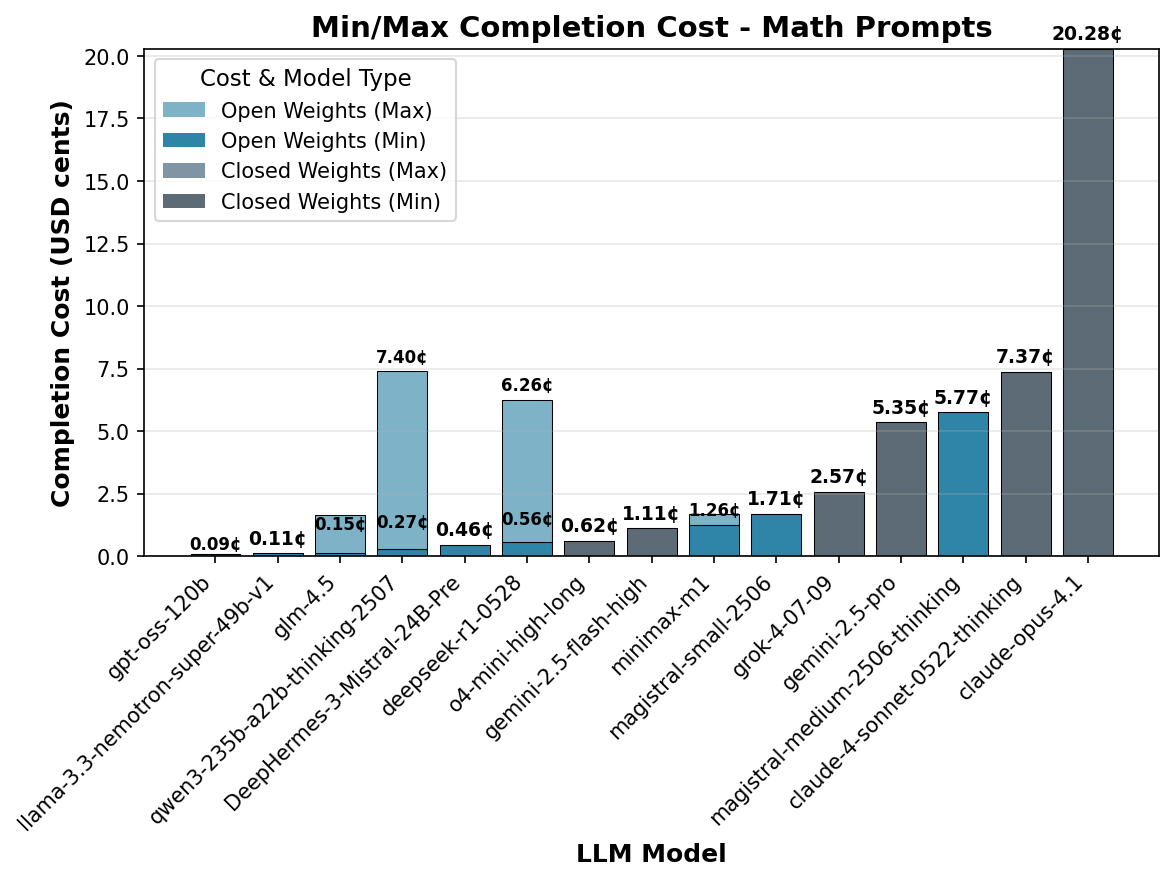 Min/Max Completion Cost - Math Prompts
Completion Cost (USD cents)
20.0
17.5
15.0
12.5
10.0
7.5
5.0
2.5
0.0
Cost & Model Type
Open Weights (Max)
Open Weights (Min)
Closed Weights (Max)
Closed Weights (Min)
0.09¢
0.11¢
0.15¢
7.40¢
0.27¢
0.46¢
6.26¢
0.56¢
0.62¢
1.11¢
1.26¢
1.71¢
2.57¢
5.35¢
5.77¢
7.37¢
20.28¢
gpt-oss-120b
llama-3.3-nemotron-super-49b-v1
glm-4.5
qwen3-235b-a22b-thinking-2507
DeepHermes-3-Mistral-24B-Pre
deepseek-r1-0528
o4-mini-high-long
gemini-2.5-flash-high
minimax-m1
magistral-small-2506
grok-4-07-09
gemini-2.5-pro
magistral-medium-2506-thinking
claude-4-sonnet-0522-thinking
claude-opus-4.1
LLM Model